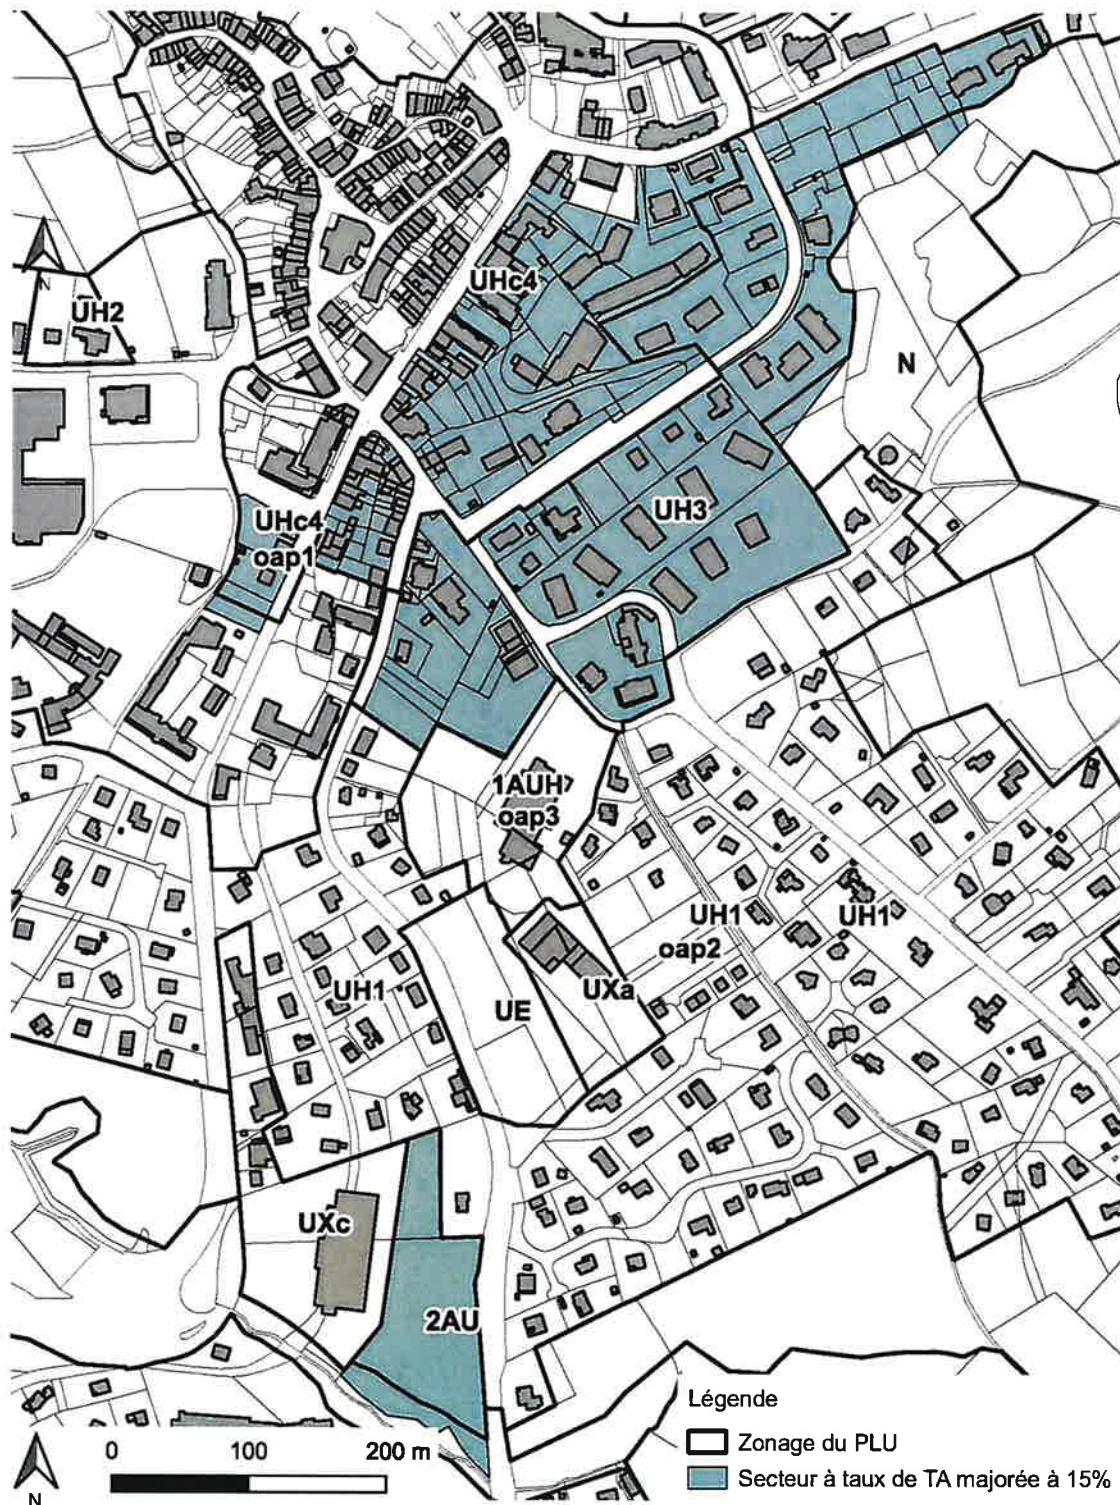 UHc4
N
UH2
N
UHc4
oap1
UH3
1AUH
oap3
UH1
oap2
UH1
UH1
UXa
UE
UXc
2AU
Légende
0 100 200 m
Zonage du PLU
Secteur à taux de TA majorée à 15%
N